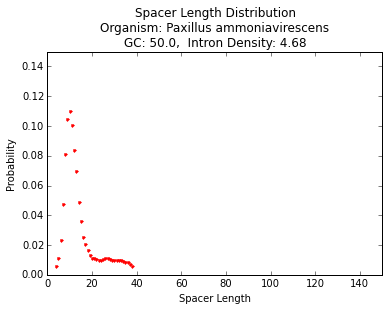 Spacer Length Distribution
Organism: Paxillus ammoniavirescens
GC: 50.0,  Intron Density: 4.68
0.14
0.12
0.10
0.08
0.06
0.04
0.02
0.00
Probability
0 20 40 60 80 100 120 140
Spacer Length